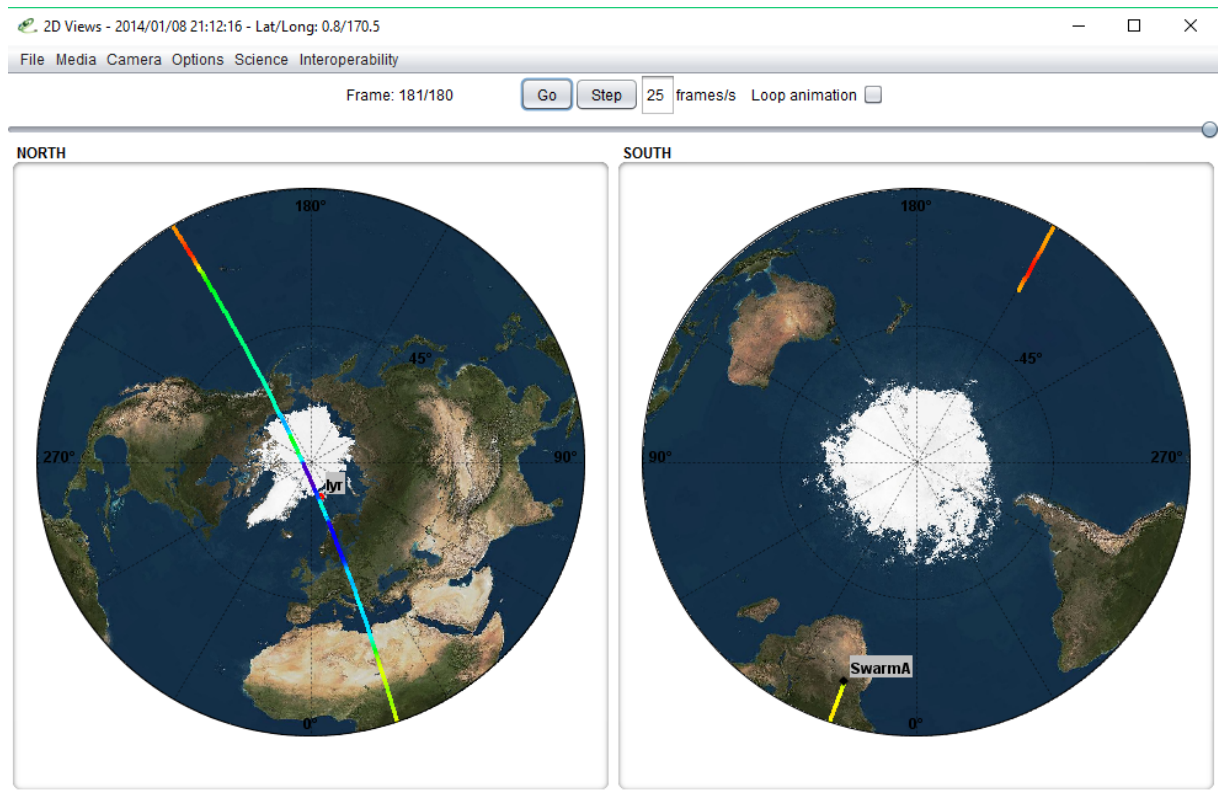 2D Views - 2014/01/08 21:12:16 - Lat/Long: 0.8/170.5
File Media Camera Options Science Interoperability
Frame: 181/180 Go Step 25 frames/s Loop animation
NORTH
180°
45°
270°
90°
lyr
0°
SOUTH
180°
-45°
90°
270°
SwarmA
0°